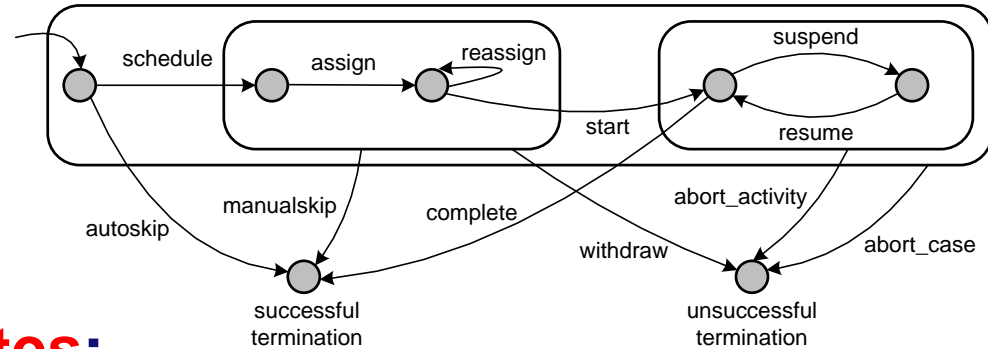 suspend
reassign
schedule
assign
start
resume
manualskip
complete
abort_activity
autoskip
withdraw
abort_case
successful
termination
unsuccessful
termination